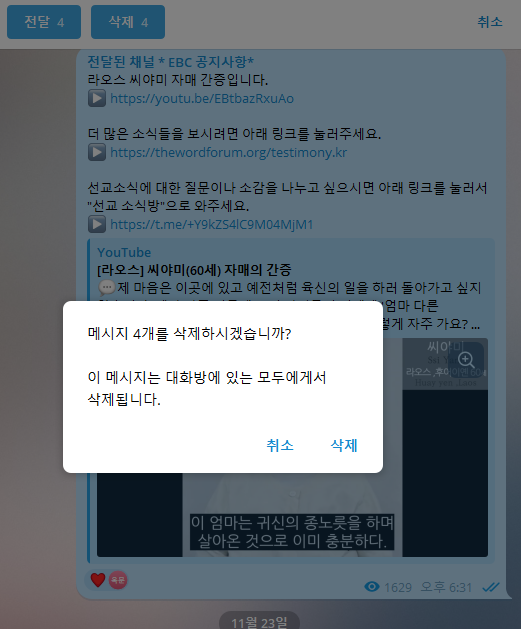 전달 4 삭제 4 취소
전달된 채널 * EBC 공지사항*
라오스 씨야미 자매 간증입니다.
https://youtu.be/EBtbazRxuAo
더 많은 소식들을 보시려면 아래 링크를 눌러주세요.
https://thewordforum.org/testimony.kr
선교소식에 대한 질문이나 소감을 나누고 싶으시면 아래 링크를 눌러서
"선교 소식방"으로 와주세요.
https://t.me/+Y9kZS4lC9M04MjM1
YouTube
[라오스] 씨야미(60세) 자매의 간증
제 마음은 이곳에 있고 예전처럼 육신의 일을 하러 돌아가고 싶지
엄마 다른
렇게 자주 가요? ...
메시지 4개를 삭제하시겠습니까?
이 메시지는 대화방에 있는 모두에게서
삭제됩니다.
취소 삭제
씨야미
라오스
이 엄마는 귀신의 종노릇을 하며
살아온 것으로 이미 충분하다.
1629 오후 6:31
11월 23일